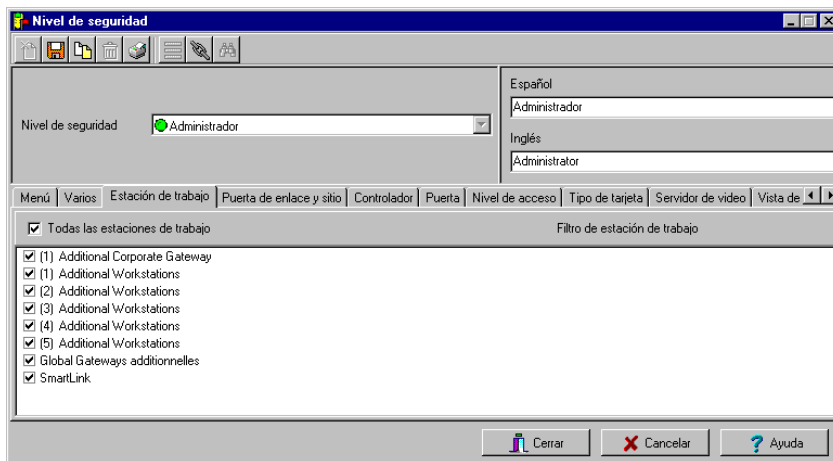 Nivel de seguridad
Español
Administrador
Nivel de seguridad
Administrador
Inglés
Administrator
Menú
Varios
Estación de trabajo
Puerta de enlace y sitio
Controlador
Puerta
Nivel de acceso
Tipo de tarjeta
Servidor de video
Vista de
Todas las estaciones de trabajo
Filtro de estación de trabajo
(1) Additional Corporate Gateway
(1) Additional Workstations
(2) Additional Workstations
(3) Additional Workstations
(4) Additional Workstations
(5) Additional Workstations
Global Gateways additionnelles
SmartLink
Cerrar
Cancelar
Ayuda